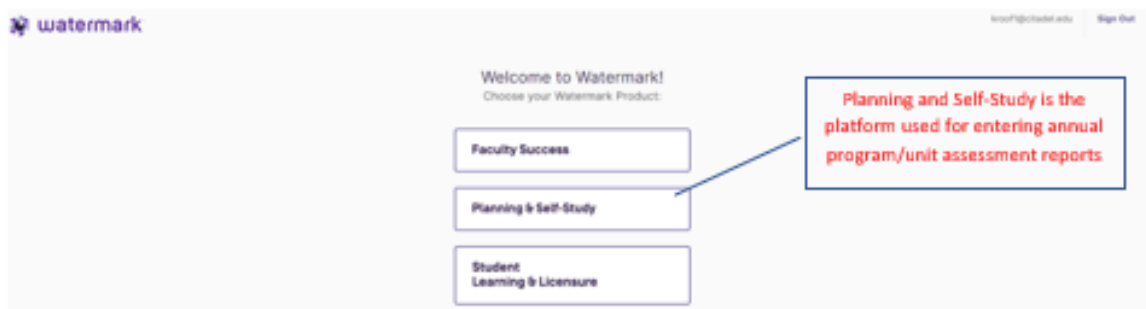 watermark
Sign Out
Welcome to Watermark!
Choose your Watermark Product:
Faculty Success
Planning & Self-Study
Student
Learning & Licensure
Planning and Self-Study is the
platform used for entering annual
program/unit assessment reports